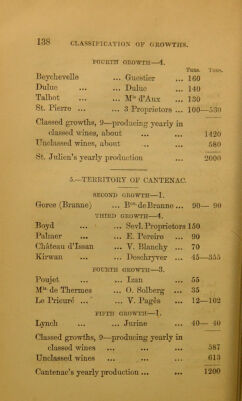 138 CLASSIFICATION OF GROWTHS.
FOURTH GROWTH—4.
Tuns. Tuns.
Beychevelle ... Guestier ... 160
Duluc ... ... Duluc ... 140
Talbot ... ... Mis d'Aux ... 130
St. Pierre ... ... 3 Proprietors ... 100—530
Classed growths, 9—producing yearly in
classed wines, about ... ... 1420
Unclassed wines, about ... ... 580
St. Julien's yearly production ... 2000
5.—TERRITORY OF CANTENAC.
SECOND GROWTH—1.
Gorce (Branne) ... Bon de Branne ... 90— 90
THIRD GROWTH—4.
Boyd ... ... Sevl. Proprietors 150
Palmer ... ... E. Pereire ... 90
Château d'Issan ... V. Blanchy ... 70
Kirwan ... ... Deschryver ... 45—355
FOURTH GROWTH—3.
Poujet ... ... Izan ... 55
Mis de Thermes ... O. Solberg ... 35
Le Prieuré ... ... V. Pagès ... 12—102
FIFTH GROWTH—1.
Lynch ... ... Jurine ... 40— 40
Classed growths, 9—producing yearly in
classed wines ... ... ... 587
Unclassed wines ... ... ... 613
Cantenac's yearly production ... ... 1200